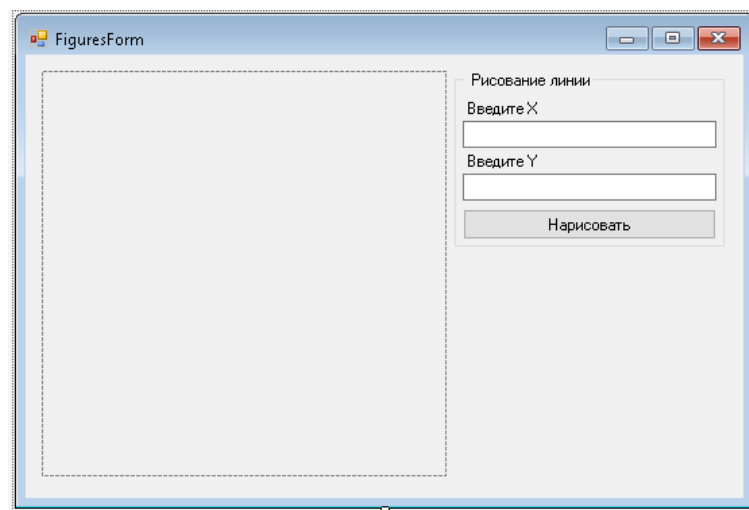 FiguresForm
Рисование линии
Введите X
Введите Y
Нарисовать